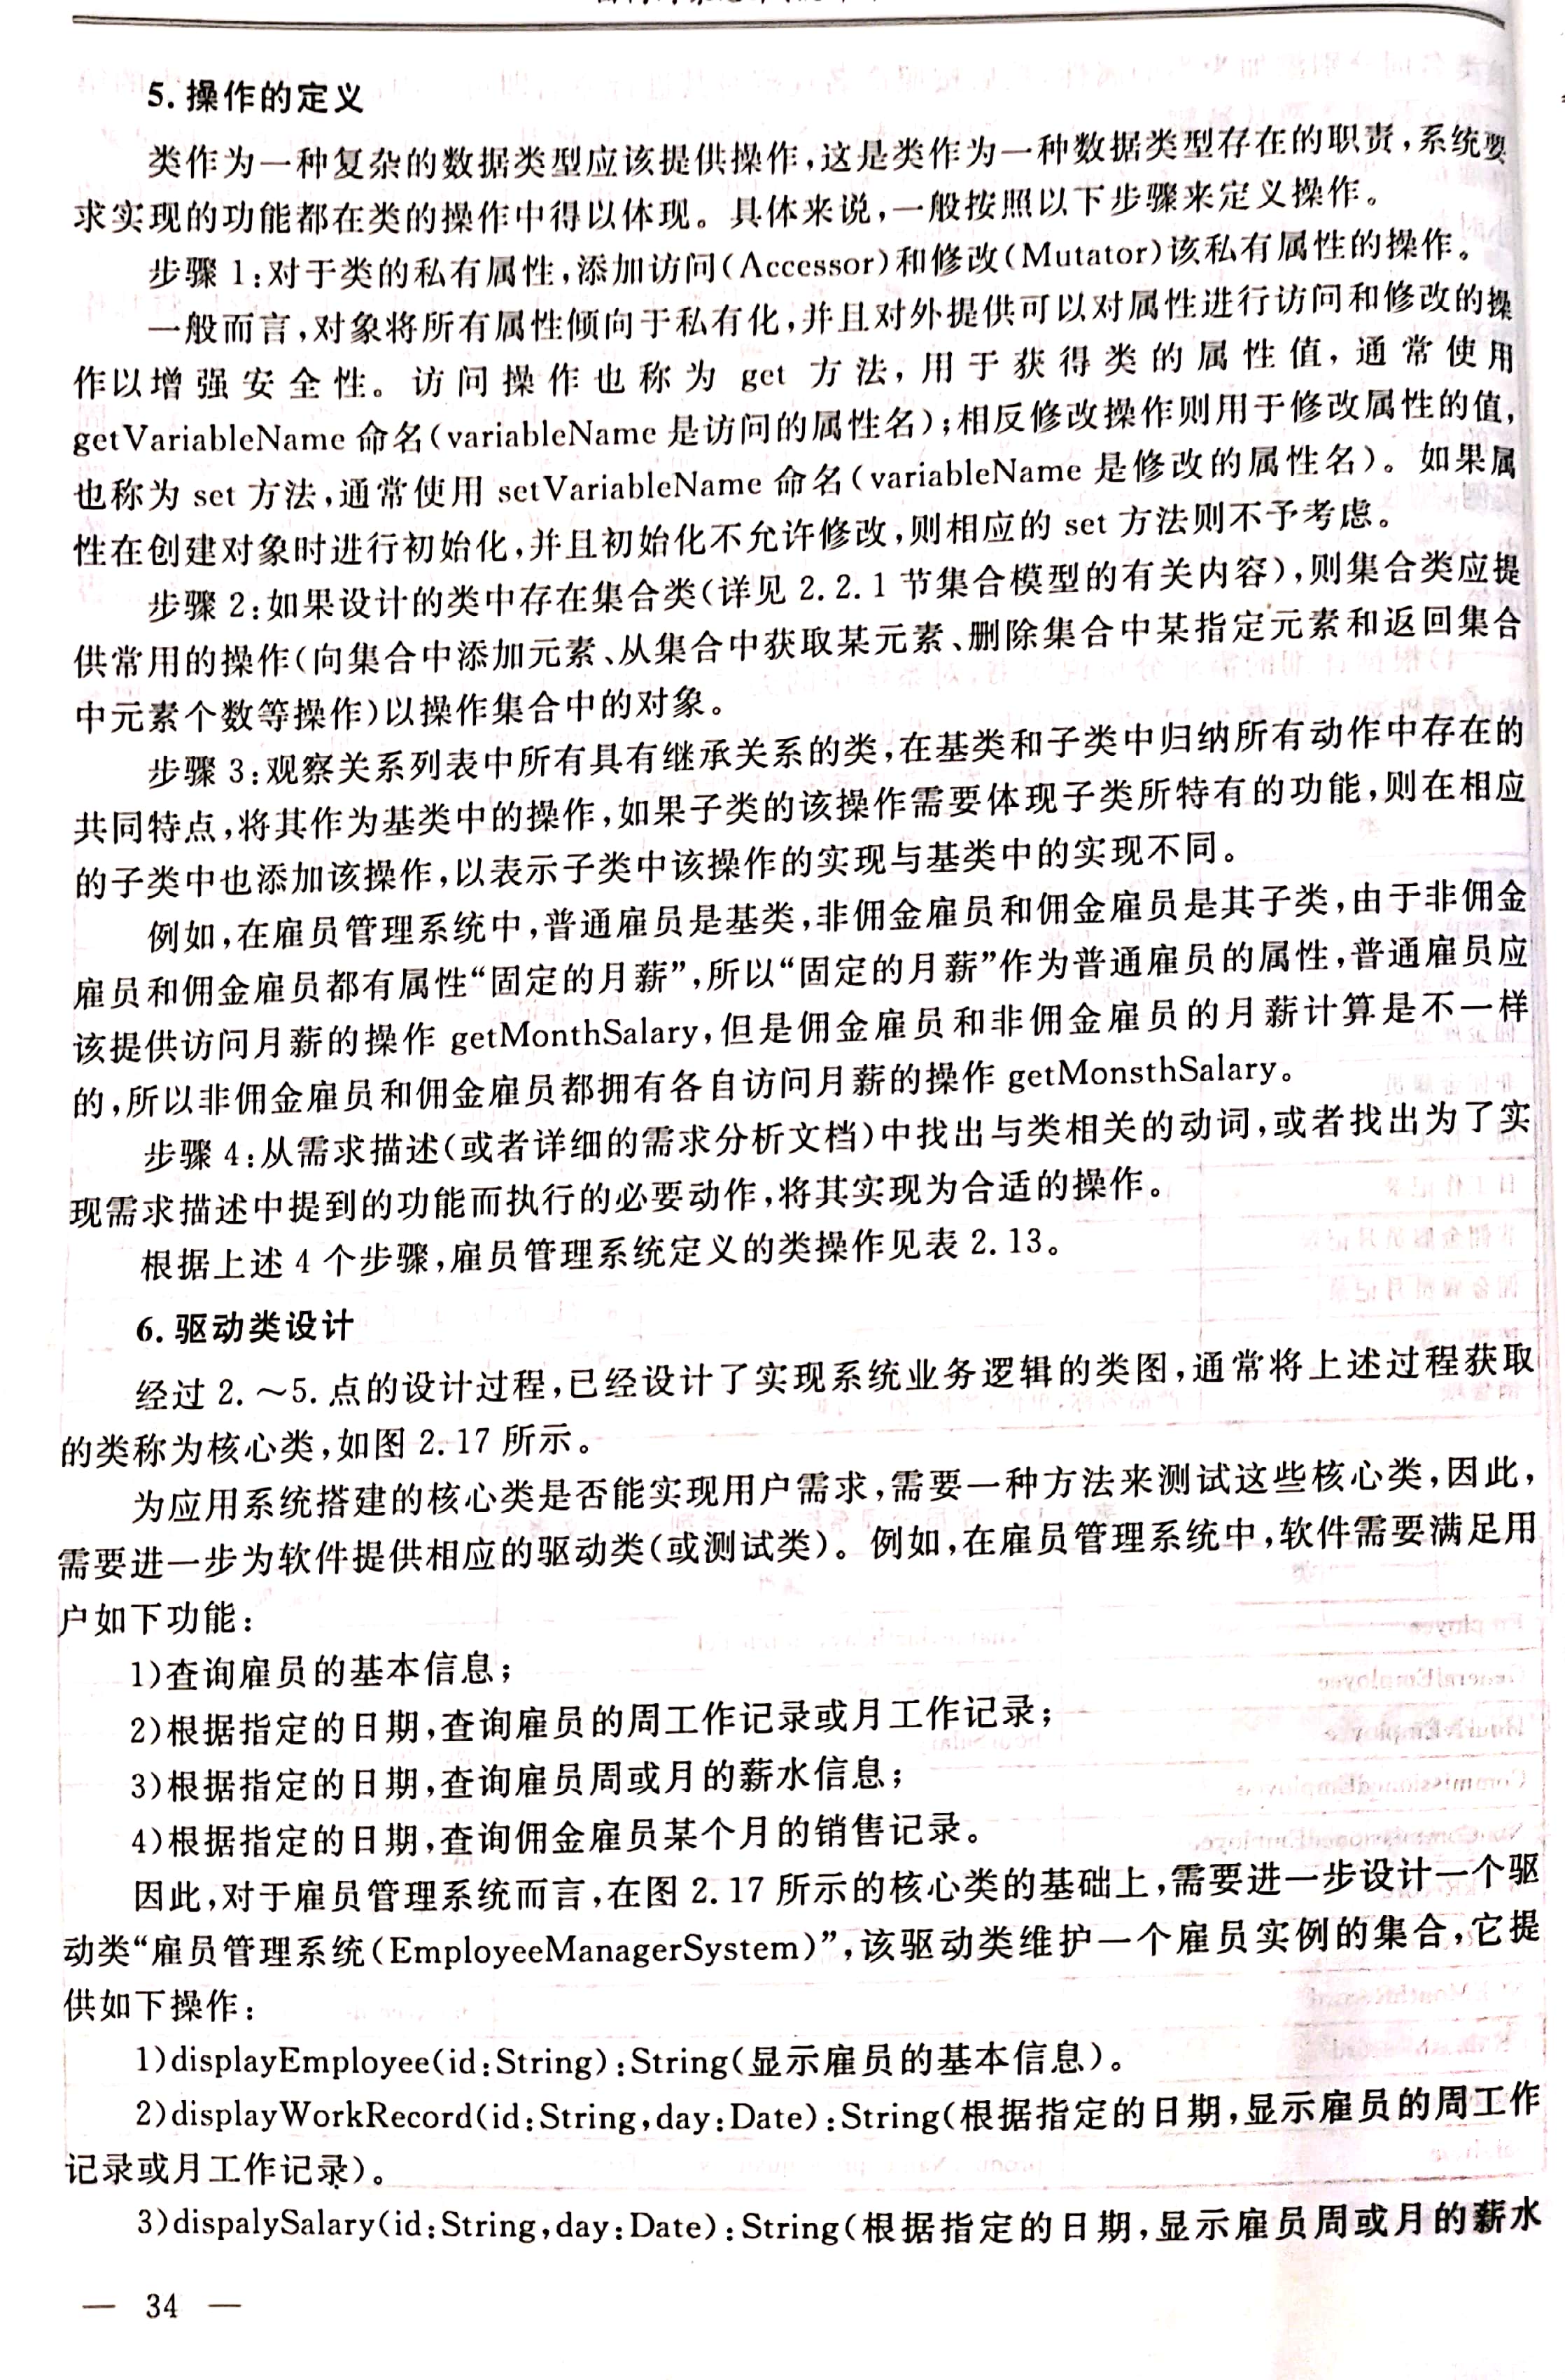 5. 操作的定义
类作为一种复杂的数据类型应该提供操作,这是类作为一种数据类型存在的职责,系统要
求实现的功能都在类的操作中得以体现。具体来说,一般按照以下步骤来定义操作。
步骤 1:对于类的私有属性,添加访问(Accessor)和修改(Mutator)该私有属性的操作。
一般而言,对象将所有属性倾向于私有化,并且对外提供可以对属性进行访问和修改的操
作以增强安全性。访问操作也称为 get 方法,用于获得类的属性值,通常使用
getVariableName 命名(variableName 是访问的属性名);相反修改操作则用于修改属性的值,
也称为 set 方法,通常使用 setVariableName 命名(variableName 是修改的属性名)。如果属
性在创建对象时进行初始化,并且初始化不允许修改,则相应的 set 方法则不予考虑。
步骤 2:如果设计的类中存在集合类(详见 2.2.1 节集合模型的有关内容),则集合类应提
供常用的操作(向集合中添加元素、从集合中获取某元素、删除集合中某指定元素和返回集合
中元素个数等操作)以操作集合中的对象。
步骤 3:观察关系列表中所有具有继承关系的类,在基类和子类中归纳所有动作中存在的
共同特点,将其作为基类中的操作,如果子类的该操作需要体现子类所特有的功能,则在相应
的子类中也添加该操作,以表示子类中该操作的实现与基类中的实现不同。
例如,在雇员管理系统中,普通雇员是基类,非佣金雇员和佣金雇员是其子类,由于非佣金
雇员和佣金雇员都有属性“固定的月薪”,所以“固定的月薪”作为普通雇员的属性,普通雇员应
该提供访问月薪的操作 getMonthSalary,但是佣金雇员和非佣金雇员的月薪计算是不一样
的,所以非佣金雇员和佣金雇员都拥有各自访问月薪的操作 getMonsthSalary。
步骤 4:从需求描述(或者详细的需求分析文档)中找出与类相关的动词,或者找出为了实
现需求描述中提到的功能而执行的必要动作,将其实现为合适的操作。
根据上述 4 个步骤,雇员管理系统定义的类操作见表 2.13。
6. 驱动类设计
经过 2.～5. 点的设计过程,已经设计了实现系统业务逻辑的类图,通常将上述过程获取
的类称为核心类,如图 2.17 所示。
为应用系统搭建的核心类是否能实现用户需求,需要一种方法来测试这些核心类,因此,
需要进一步为软件提供相应的驱动类(或测试类)。例如,在雇员管理系统中,软件需要满足用
户如下功能:
1)查询雇员的基本信息;
2)根据指定的日期,查询雇员的周工作记录或月工作记录;
3)根据指定的日期,查询雇员周或月的薪水信息;
4)根据指定的日期,查询佣金雇员某个月的销售记录。
因此,对于雇员管理系统而言,在图 2.17 所示的核心类的基础上,需要进一步设计一个驱
动类“雇员管理系统(EmployeeManagerSystem)”,该驱动类维护一个雇员实例的集合,它提
供如下操作:
1)displayEmployee(id:String):String(显示雇员的基本信息)。
2)displayWorkRecord(id:String,day:Date):String(根据指定的日期,显示雇员的周工作
记录或月工作记录)。
3)dispalySalary(id:String,day:Date):String(根据指定的日期,显示雇员周或月的薪水
— 34 —